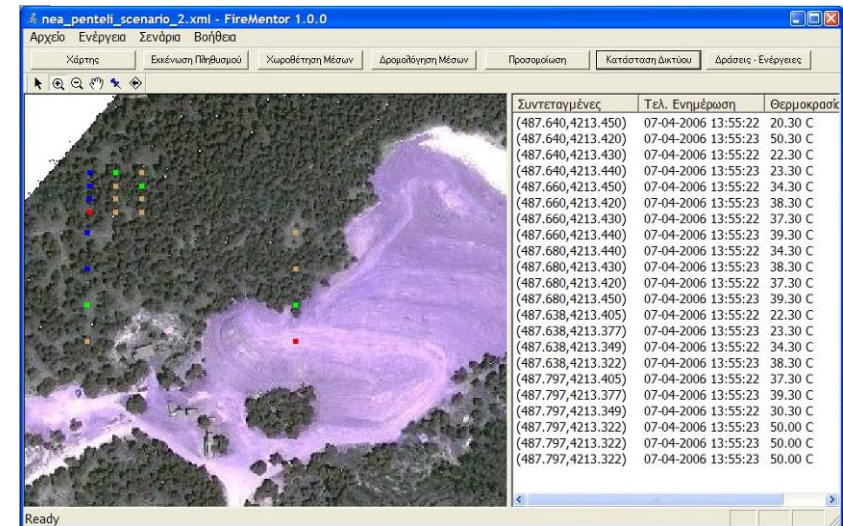 nea_penteli_scenario_2.xml - FireMentor 1.0.0
Αρχείο Ενέργεια Σενάρια Βοήθεια
Χάρτης Εκκένωση Πληθυσμού Χωροθέτηση Μέσων Δρομολόγηση Μέσων Προσομοίωση Κατάσταση Δικτύου Δράσεις - Ενέργειες
Συντεταγμένες Τελ. Ενημέρωση Θερμοκρασίc
(487.640,4213.450) 07-04-2006 13:55:22 20.30 C
(487.640,4213.420) 07-04-2006 13:55:23 50.30 C
(487.640,4213.430) 07-04-2006 13:55:22 22.30 C
(487.640,4213.440) 07-04-2006 13:55:23 23.30 C
(487.660,4213.450) 07-04-2006 13:55:22 34.30 C
(487.660,4213.420) 07-04-2006 13:55:23 38.30 C
(487.660,4213.430) 07-04-2006 13:55:22 37.30 C
(487.660,4213.440) 07-04-2006 13:55:23 39.30 C
(487.680,4213.440) 07-04-2006 13:55:22 34.30 C
(487.680,4213.430) 07-04-2006 13:55:23 38.30 C
(487.680,4213.420) 07-04-2006 13:55:22 37.30 C
(487.680,4213.450) 07-04-2006 13:55:23 39.30 C
(487.638,4213.405) 07-04-2006 13:55:22 22.30 C
(487.638,4213.377) 07-04-2006 13:55:23 23.30 C
(487.638,4213.349) 07-04-2006 13:55:22 34.30 C
(487.638,4213.322) 07-04-2006 13:55:23 38.30 C
(487.797,4213.405) 07-04-2006 13:55:22 37.30 C
(487.797,4213.377) 07-04-2006 13:55:23 39.30 C
(487.797,4213.349) 07-04-2006 13:55:22 30.30 C
(487.797,4213.322) 07-04-2006 13:55:23 50.00 C
(487.797,4213.322) 07-04-2006 13:55:23 50.00 C
(487.797,4213.322) 07-04-2006 13:55:23 50.00 C
Ready